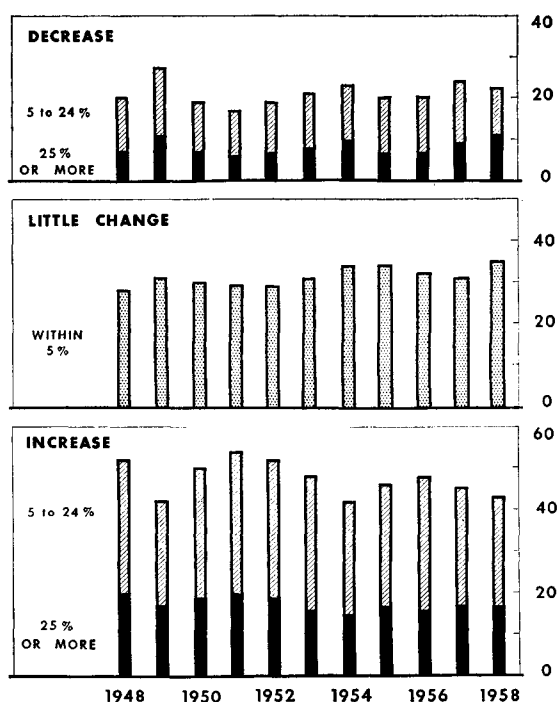 DECREASE
40
5 to 24 %
20
25 %
OR MORE
0
LITTLE CHANGE
40
WITHIN
5 %
20
0
INCREASE
60
5 to 24 %
40
20
25 %
OR MORE
0
1948 1950 1952 1954 1956 1958